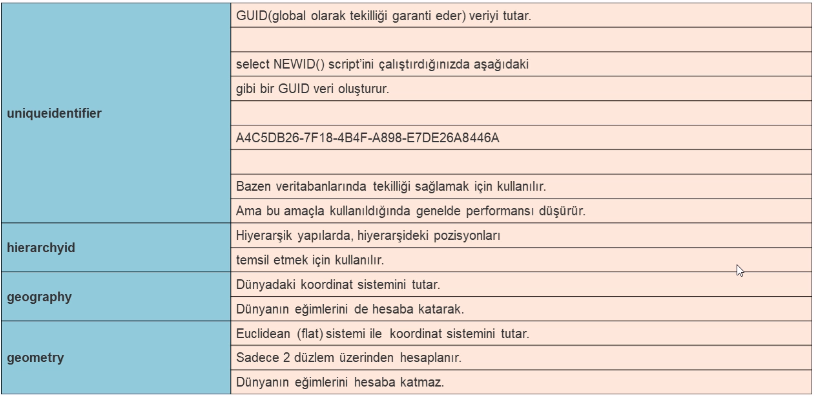 uniqueidentifier
GUID(global olarak tekilliği garanti eder) veriyi tutar.
select NEWID() script'ini çalıştırdığınızda aşağıdaki
gibi bir GUID veri oluşturur.
A4C5DB26-7F18-4B4F-A898-E7DE26A8446A
Bazen veritabanlarında tekilliği sağlamak için kullanılır.
Ama bu amaçla kullanıldığında genelde performansı düşürür.
hierarchyid
Hiyerarşik yapılarda, hiyerarşideki pozisyonları
temsil etmek için kullanılır.
geography
Dünyadaki koordinat sistemini tutar.
Dünyanın eğimlerini de hesaba katarak.
geometry
Euclidean (flat) sistemi ile koordinat sistemini tutar.
Sadece 2 düzlem üzerinden hesaplanır.
Dünyanın eğimlerini hesaba katmaz.